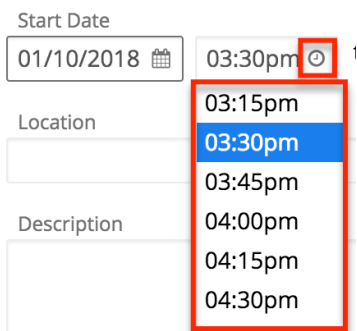 Start Date
01/10/2018 03:30pm t
03:15pm
Location
03:30pm
03:45pm
04:00pm
Description
04:15pm
04:30pm